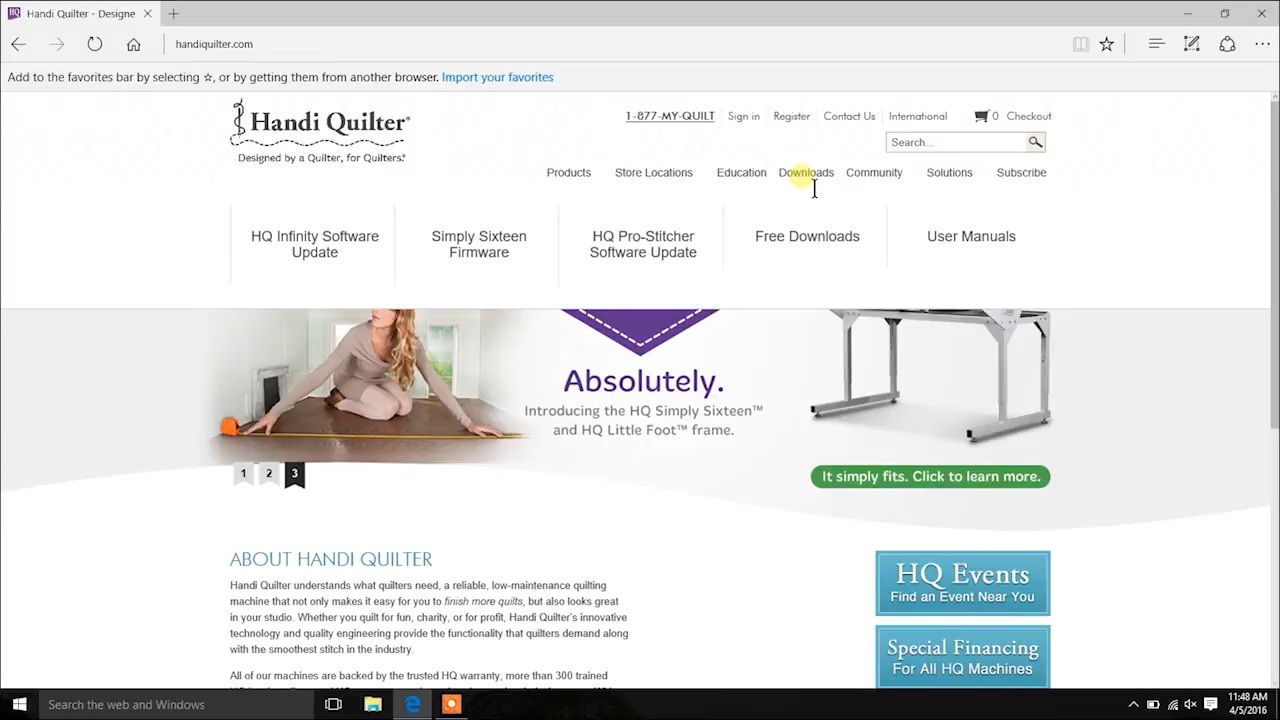 Handi Quilter - Designe
handiquilter.com
Add to the favorites bar by selecting ☆, or by getting them from another browser. Import your favorites
Handi Quilter®
Designed by a Quilter, for Quilters.®
1-877-MY-QUILT Sign in Register Contact Us International 0 Checkout
Search...
Products Store Locations Education Downloads Community Solutions Subscribe
HQ Infinity Software
Update
Simply Sixteen
Firmware
HQ Pro-Stitcher
Software Update
Free Downloads
User Manuals
Absolutely.
Introducing the HQ Simply Sixteen™
and HQ Little Foot™ frame.
1 2 3
It simply fits. Click to learn more.
ABOUT HANDI QUILTER
Handi Quilter understands what quilters need, a reliable, low-maintenance quilting
machine that not only makes it easy for you to finish more quilts, but also looks great
in your studio. Whether you quilt for fun, charity, or for profit, Handi Quilter's innovative
technology and quality engineering provide the functionality that quilters demand along
with the smoothest stitch in the industry.
All of our machines are backed by the trusted HQ warranty, more than 300 trained
HQ Events
Find an Event Near You
Special Financing
For All HQ Machines
Search the web and Windows
11:48 AM
4/5/2016